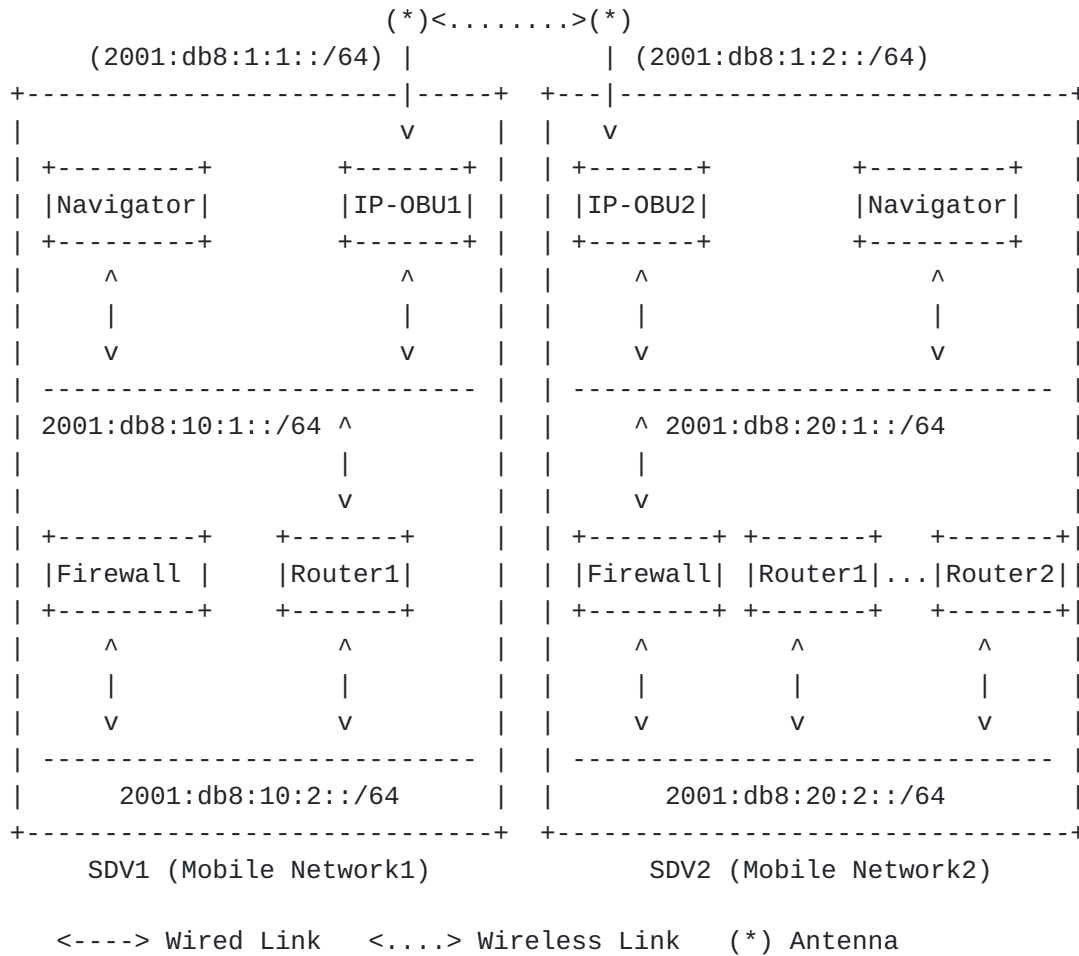 (*)<........>(*)
(2001:db8:1:1::/64) | | (2001:db8:1:2::/64)
+------------------------|-----+ +---|-----------------------------+
| v | | v |
| +---------+ +-------+ | | +-------+ +---------+ |
| |Navigator| |IP-OBU1| | | |IP-OBU2| |Navigator| |
| +---------+ +-------+ | | +-------+ +---------+ |
| ^ ^ | | ^ ^ |
| | | | | | | |
| v v | | v v |
| ---------------------------- | | ------------------------------- |
| 2001:db8:10:1::/64 ^ | | ^ 2001:db8:20:1::/64 |
| | | | | |
| v | | v |
| +---------+ +-------+ | | +--------+ +-------+ +-------+|
| |Firewall | |Router1| | | |Firewall| |Router1|...|Router2||
| +---------+ +-------+ | | +--------+ +-------+ +-------+|
| ^ ^ | | ^ ^ ^ |
| | | | | | | | |
| v v | | v v v |
| ---------------------------- | | ------------------------------- |
| 2001:db8:10:2::/64 | | 2001:db8:20:2::/64 |
+------------------------------+ +---------------------------------+
SDV1 (Mobile Network1) SDV2 (Mobile Network2)
<----> Wired Link <....> Wireless Link (*) Antenna